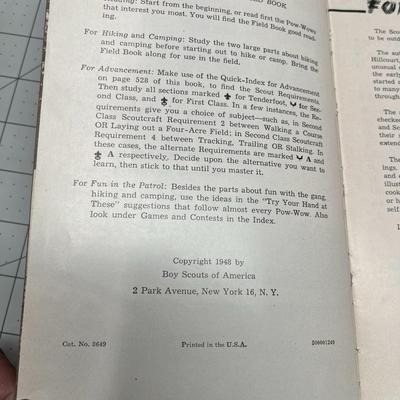 BOOK
Reading: Start from the beginning, or read first the Pow-Wows
that interest you most. You will find the Field Book good read-
ing.
For Hiking and Camping: Study the two large parts about hiking
and camping before starting out to hike or camp. Bring the
Field Book along for use in the field.
For Advancement: Make use of the Quick-Index for Advancement
on page 528 of this book, to find the Scout Requirements.
Then study all sections marked for Tenderfoot, for Sec-
ond Class, and for First Class. In a few instances, the Re-
quirements give you a choice of subject—such as, in Second
Class Scoutcraft Requirement 2 between Walking a Course
OR Laying out a Four-Acre Field; in Second Class Scoutcraft
Requirement 4 between Tracking, Trailing OR Stalking. In
these cases, the alternate Requirements are marked A and
A respectively. Decide upon the alternative you want to
learn, then stick to that until you master it.
For Fun in the Patrol: Besides the parts about fun with the gang,
hiking and camping, use the ideas in the "Try Your Hand at
These" suggestions that follow almost every Pow-Wow. Also
look under Games and Contests in the Index.
Copyright 1948 by
Boy Scouts of America
2 Park Avenue, New York 16, N. Y.
Cat. No. 3649 Printed in the U.S.A. 200001249
FO
The Sco
to be outd
The aut
Hillcourt,
unusual
the early
started
to many
through
The
checked
and Se
their
extend
The
ings.
and
cook
or h
self
I